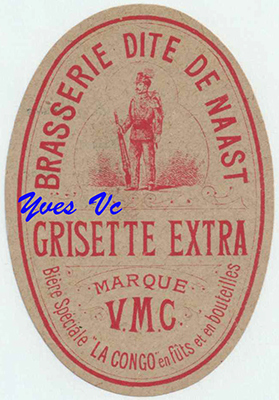 BRASSERIE DITE DE NAAST
Yves Vc
GRISETTE EXTRA
MARQUE
V.M.C.
Bière Spéciale "LA CONGO" en fûts et en bouteilles